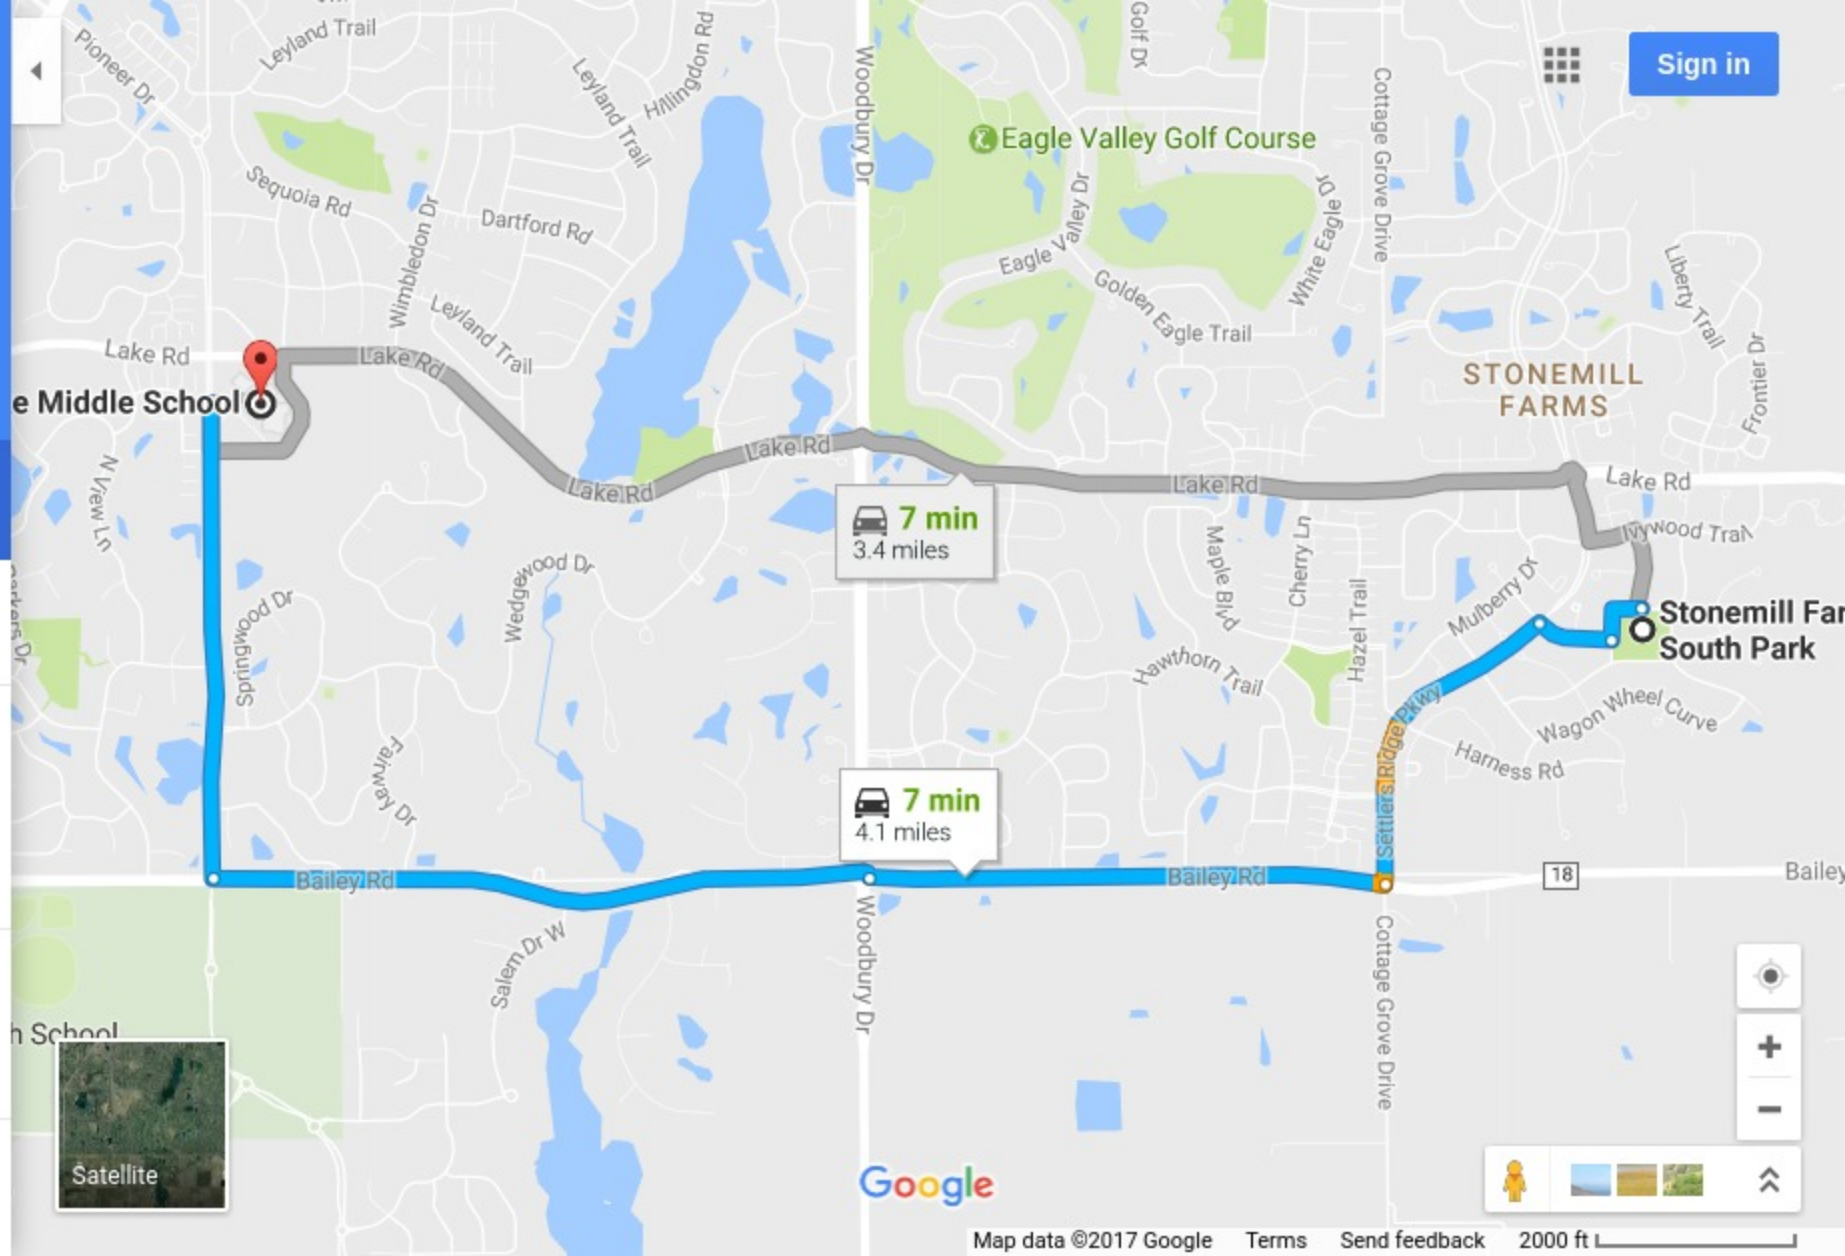 Pioneer Dr
Leyland Trail
Leyland Trail
Hillingdon Rd
Woodbury Dr
Golf Dr
Cottage Grove Drive
Sign in
Eagle Valley Golf Course
Sequoia Rd
Wimbledon Dr
Dartford Rd
Eagle Valley Dr
Eagle Valley Dr
White Eagle Dr
Golden Eagle Trail
Liberty Trail
Frontier Dr
Lake Rd
Lake Rd
Leyland Trail
STONEMILL
FARMS
e Middle School
Lake Rd
Lake Rd
Lake Rd
Lake Rd
N View Ln
7 min
3.4 miles
Ivywood Trail
Maple Blvd
Cherry Ln
Hazel Trail
Mulberry Dr
Wedgewood Dr
Springwood Dr
Parkers Dr
Stonemill Far
South Park
Hawthorn Trail
Settlers Ridge Pkwy
Wagon Wheel Curve
Harness Rd
Fairway Dr
7 min
4.1 miles
Bailey Rd
Bailey Rd
18
Bailey
Salem Dr W
Woodbury Dr
Cottage Grove Drive
h School
Satellite
Google
Map data ©2017 Google Terms Send feedback 2000 ft